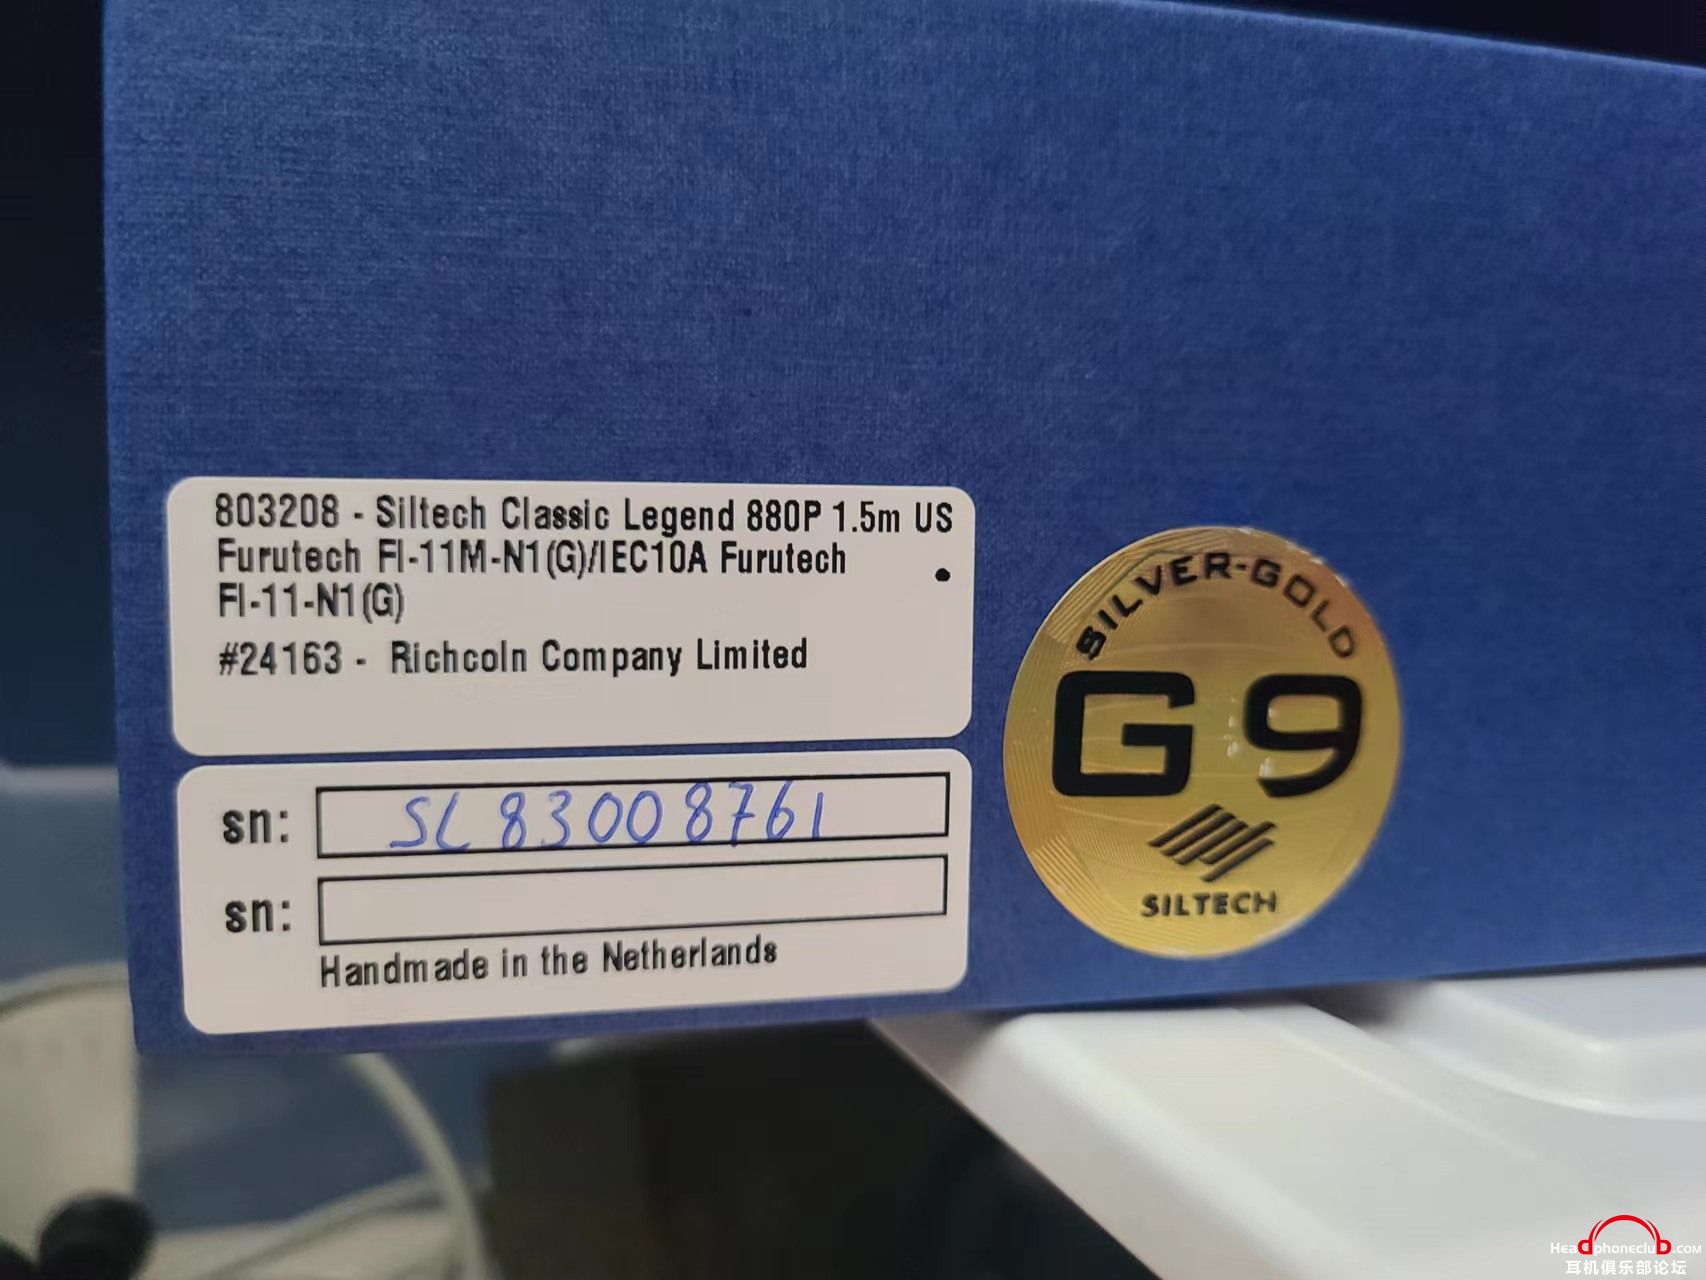 803208 - Siltech Classic Legend 880P 1.5m US
Furutech FI-11M-N1(G)/IEC10A Furutech
FI-11-N1(G)
#24163 - Richcoln Company Limited
sn: SL83008761
sn:
Handmade in the Netherlands
SILVER-GOLD
G9
SILTECH
Headphoneclub.com
耳机俱乐部论坛